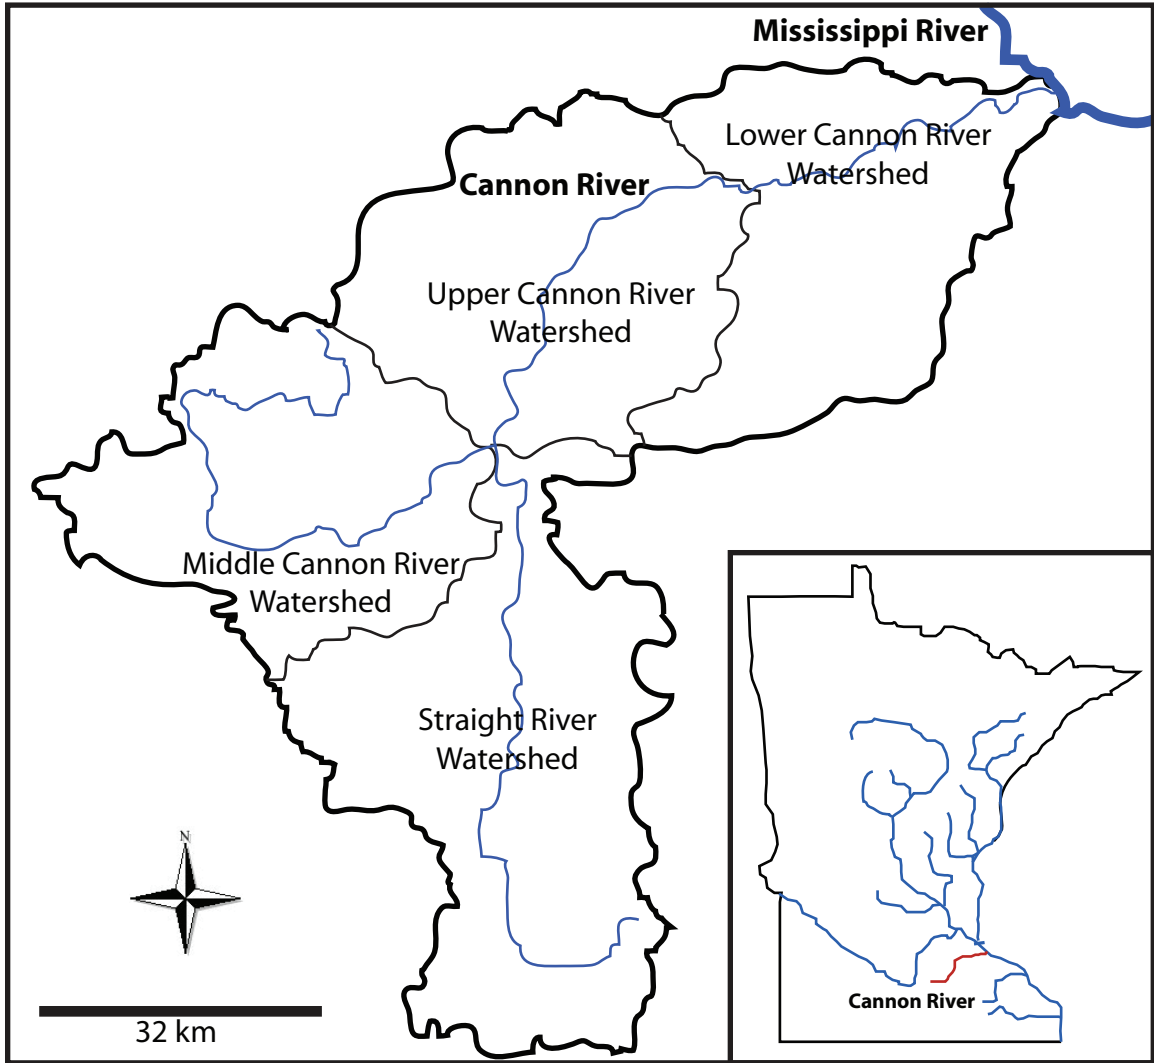 Mississippi River
Lower Cannon River
Watershed
Cannon River
Upper Cannon River
Watershed
Middle Cannon River
Watershed
Straight River
Watershed
N
32 km
Cannon River